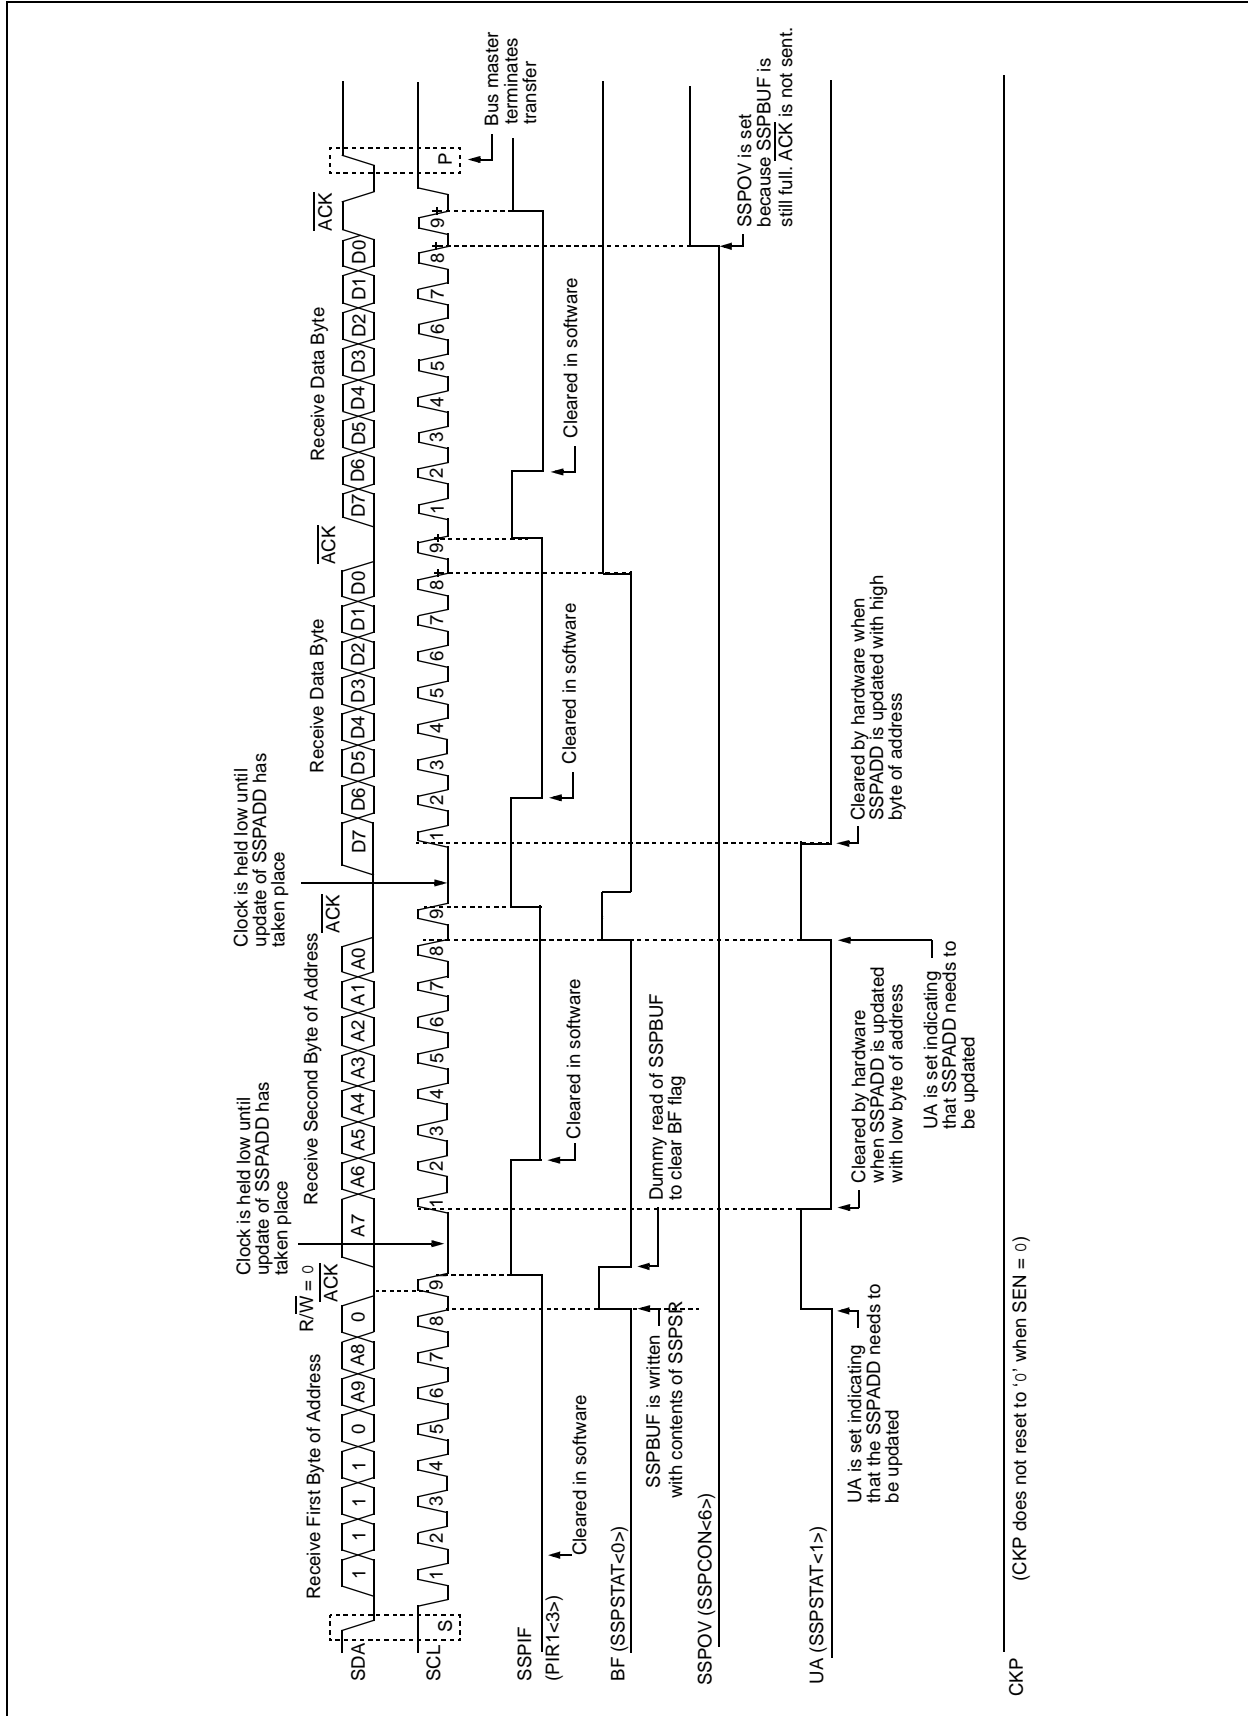 Receive First Byte of Address
R/W = 0
ACK
Clock is held low until
update of SSPADD has
taken place
Receive Second Byte of Address
ACK
Clock is held low until
update of SSPADD has
taken place
Receive Data Byte
ACK
Receive Data Byte
ACK
SDA
1 1 1 1 0 A9 A8 0 A7 A6 A5 A4 A3 A2 A1 A0 D7 D6 D5 D4 D3 D2 D1 D0 D7 D6 D5 D4 D3 D2 D1 D0
SCL
S 1 2 3 4 5 6 7 8 9 1 2 3 4 5 6 7 8 9 1 2 3 4 5 6 7 8 9 1 2 3 4 5 6 7 8 9 P
Bus master
terminates
transfer
SSPIF
(PIR1<3>)
Cleared in software
Cleared in software
Cleared in software
Cleared in software
BF (SSPSTAT<0>)
SSPBUF is written
with contents of SSPSR
Dummy read of SSPBUF
to clear BF flag
SSPOV (SSPCON<6>)
SSPOV is set
because SSPBUF is
still full. ACK is not sent.
UA (SSPSTAT<1>)
UA is set indicating
that the SSPADD needs to
be updated
Cleared by hardware
when SSPADD is updated
with low byte of address
UA is set indicating
that SSPADD needs to
be updated
Cleared by hardware when
SSPADD is updated with high
byte of address
CKP
(CKP does not reset to ‘0’ when SEN = 0)